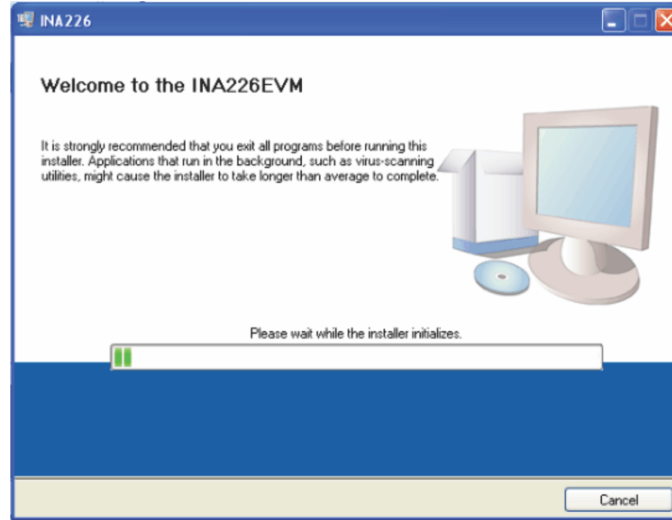 INA226
Welcome to the INA226EVM
It is strongly recommended that you exit all programs before running this
installer. Applications that run in the background, such as virus-scanning
utilities, might cause the installer to take longer than average to complete.
Please wait while the installer initializes.
Cancel